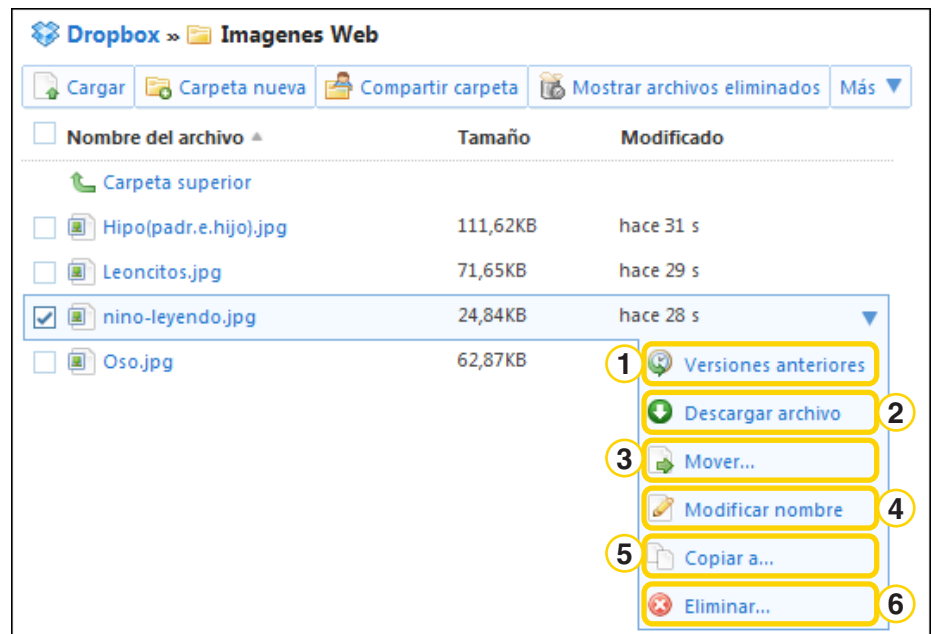 Dropbox » Imagenes Web
Cargar Carpeta nueva Compartir carpeta Mostrar archivos eliminados Más
Nombre del archivo Tamaño Modificado
Carpeta superior
Hipo(padr.e.hijo).jpg 111,62KB hace 31 s
Leoncitos.jpg 71,65KB hace 29 s
nino-leyendo.jpg 24,84KB hace 28 s
Oso.jpg 62,87KB
1 Versiones anteriores
Descargar archivo 2
3 Mover...
Modificar nombre 4
5 Copiar a...
Eliminar... 6